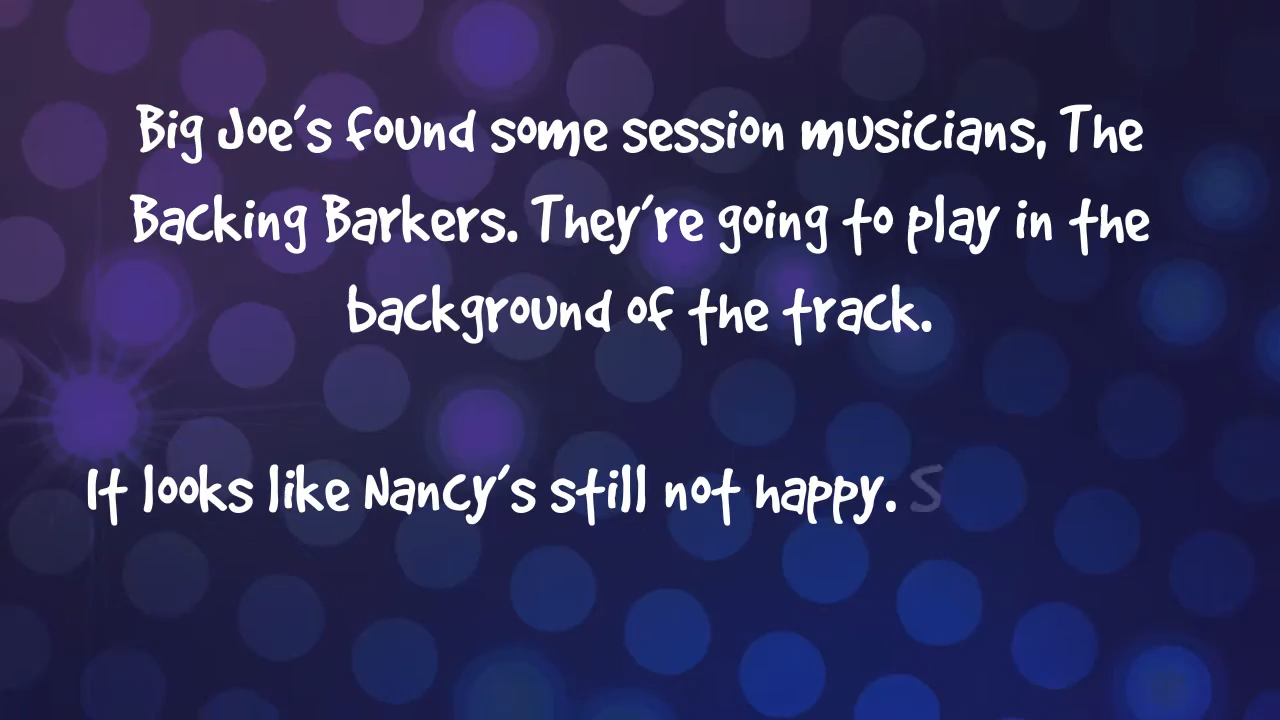 Big Joe's found some session musicians, The
Backing Barkers. They're going to play in the
background of the track.
It looks like Nancy's still not happy. S